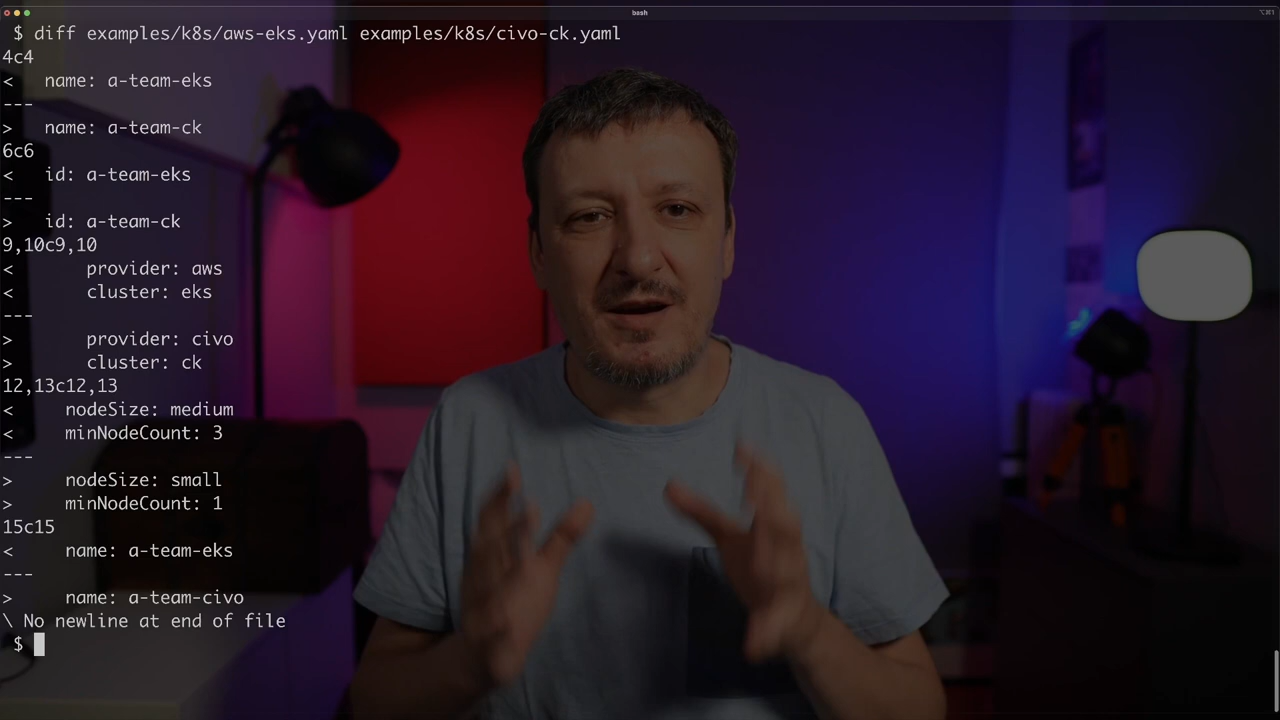 bash
⌥⌘1
$ diff examples/k8s/aws-eks.yaml examples/k8s/civo-ck.yaml
4c4
<   name: a-team-eks
---
>   name: a-team-ck
6c6
<   id: a-team-eks
---
>   id: a-team-ck
9,10c9,10
<       provider: aws
<       cluster: eks
---
>       provider: civo
>       cluster: ck
12,13c12,13
<     nodeSize: medium
<     minNodeCount: 3
---
>     nodeSize: small
>     minNodeCount: 1
15c15
<     name: a-team-eks
---
>     name: a-team-civo
\ No newline at end of file
$